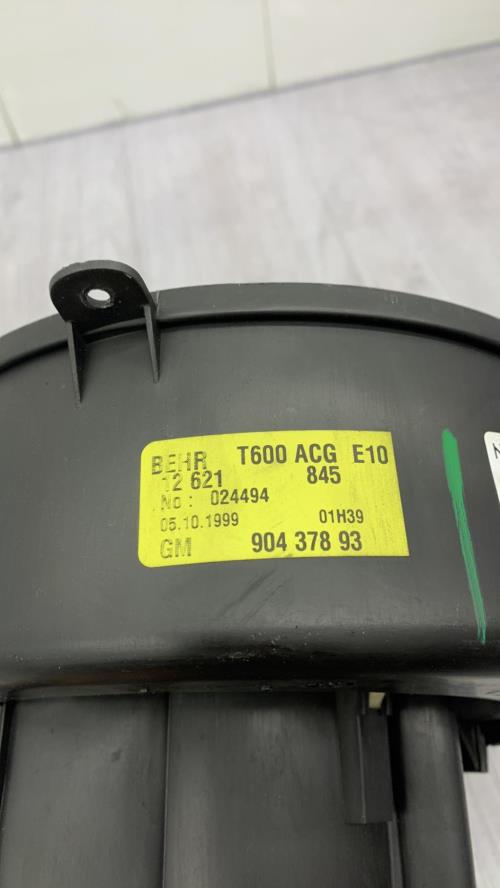 BEHR T600 ACG E10
12 621 845
No : 024494
05.10.1999 01H39
GM 904 378 93
N